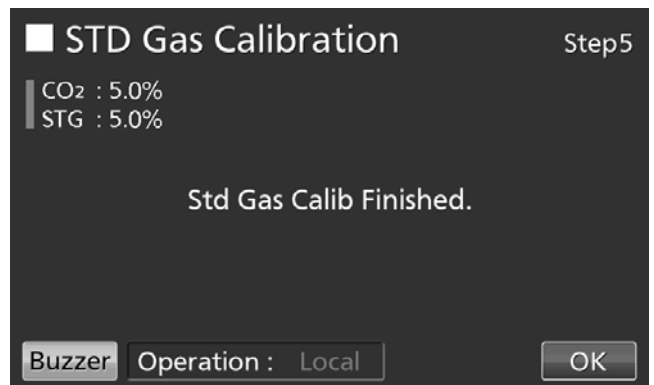 STD Gas Calibration
Step5
CO2 : 5.0%
STG : 5.0%
Std Gas Calib Finished.
Buzzer
Operation : Local
OK